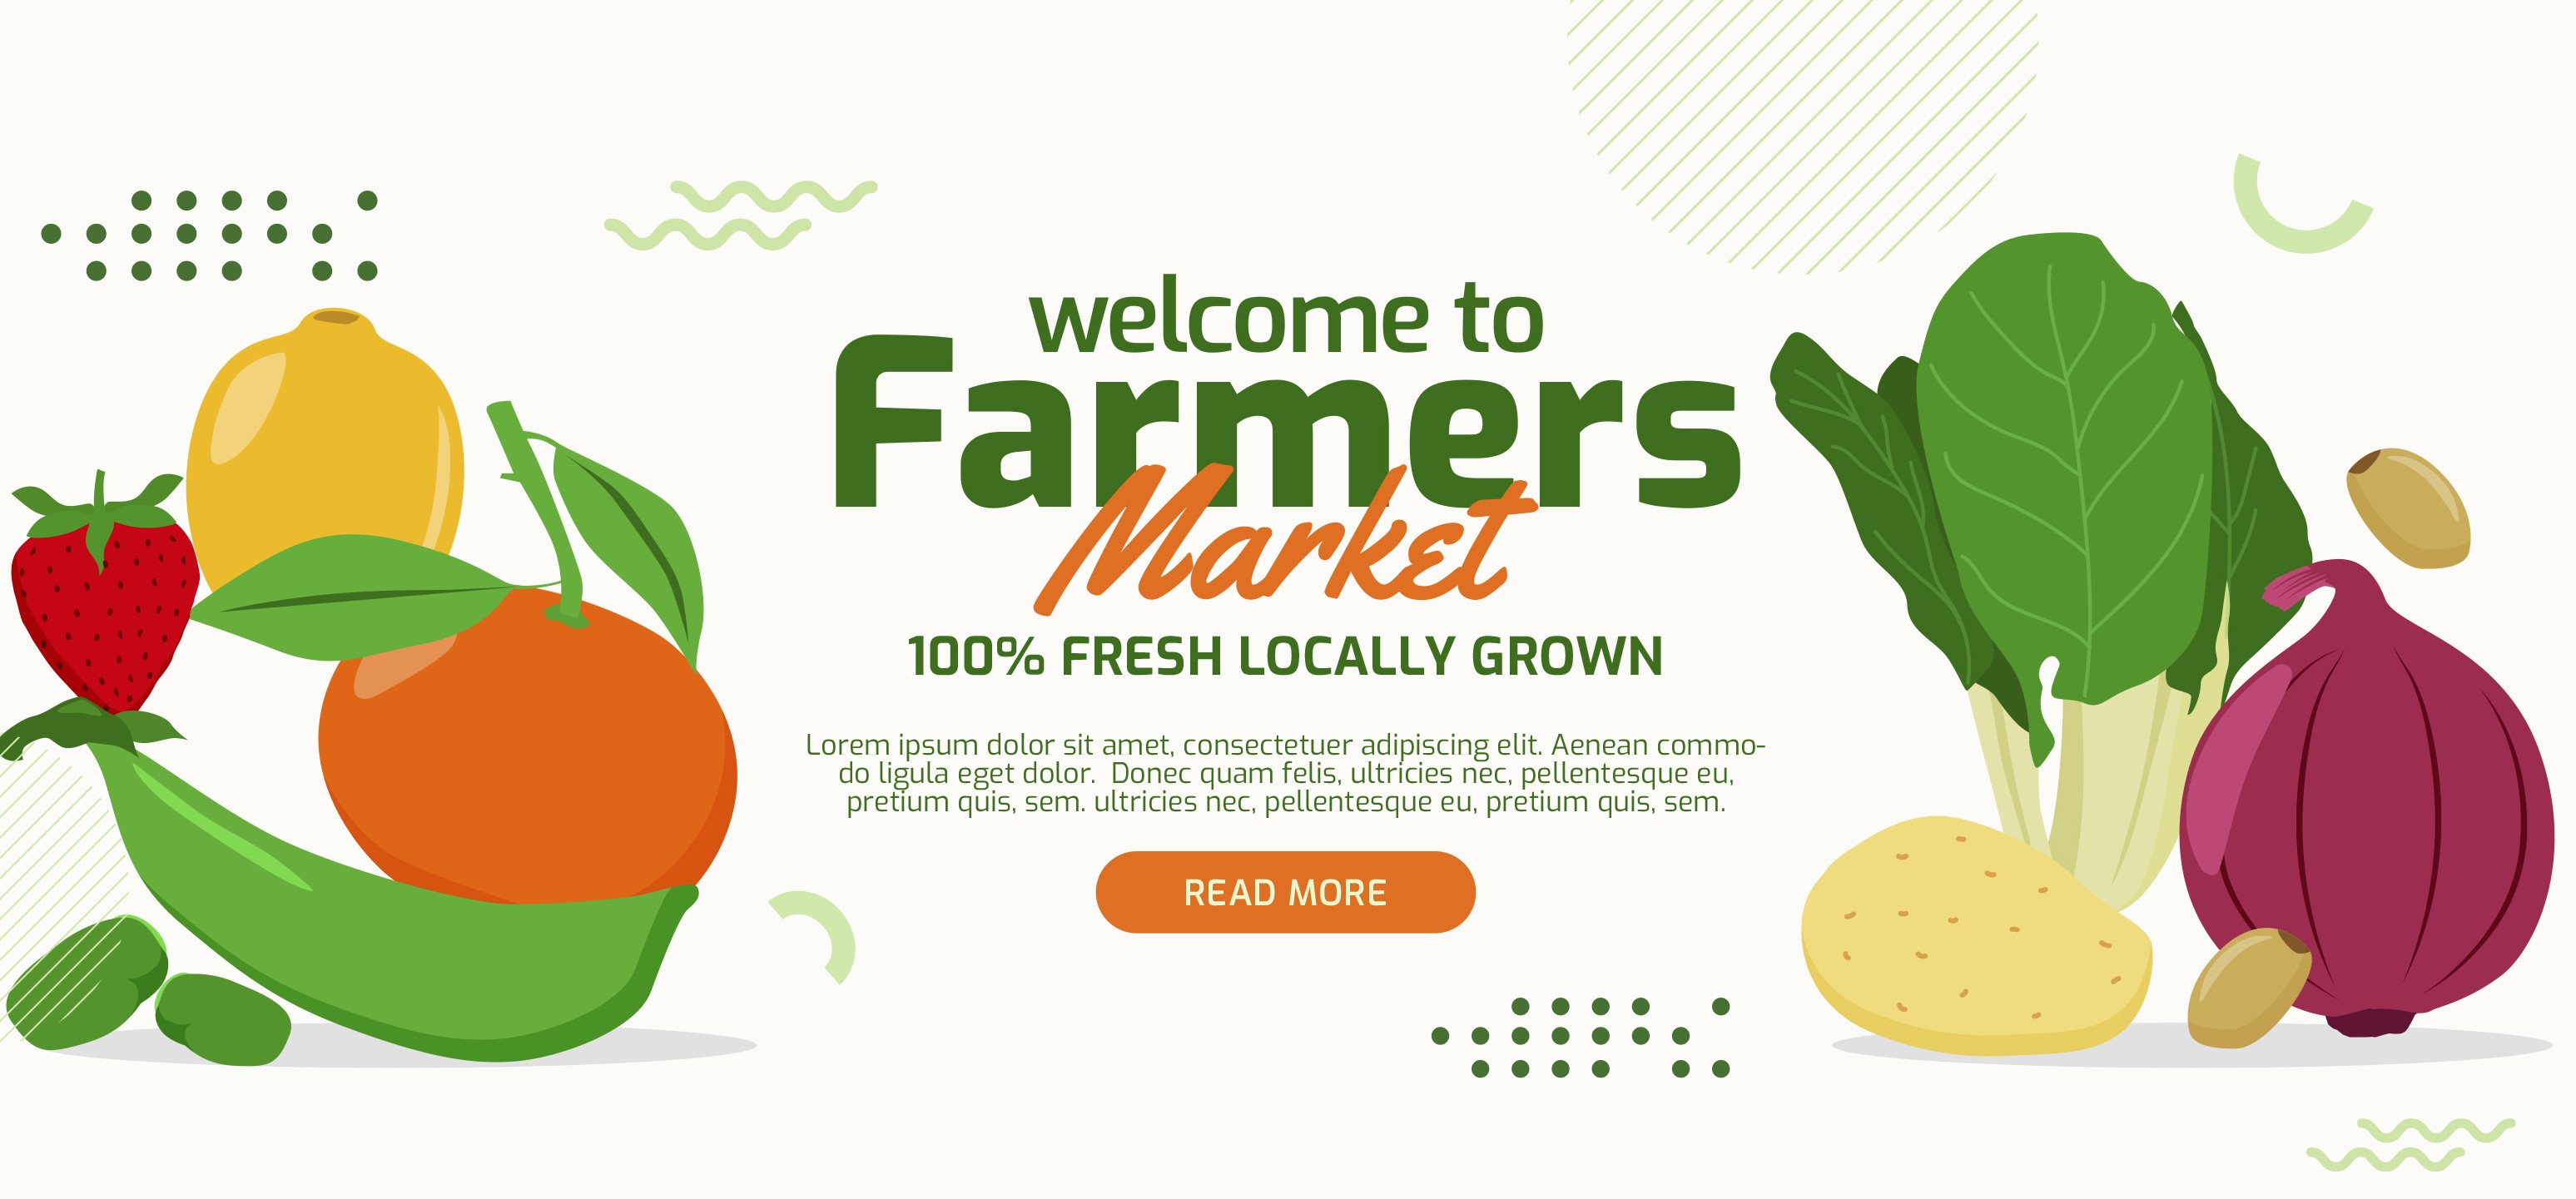 welcome to
Farmers
Market
100% FRESH LOCALLY GROWN
Lorem ipsum dolor sit amet, consectetuer adipiscing elit. Aenean commo-
do ligula eget dolor.  Donec quam felis, ultricies nec, pellentesque eu,
pretium quis, sem. ultricies nec, pellentesque eu, pretium quis, sem.
READ MORE